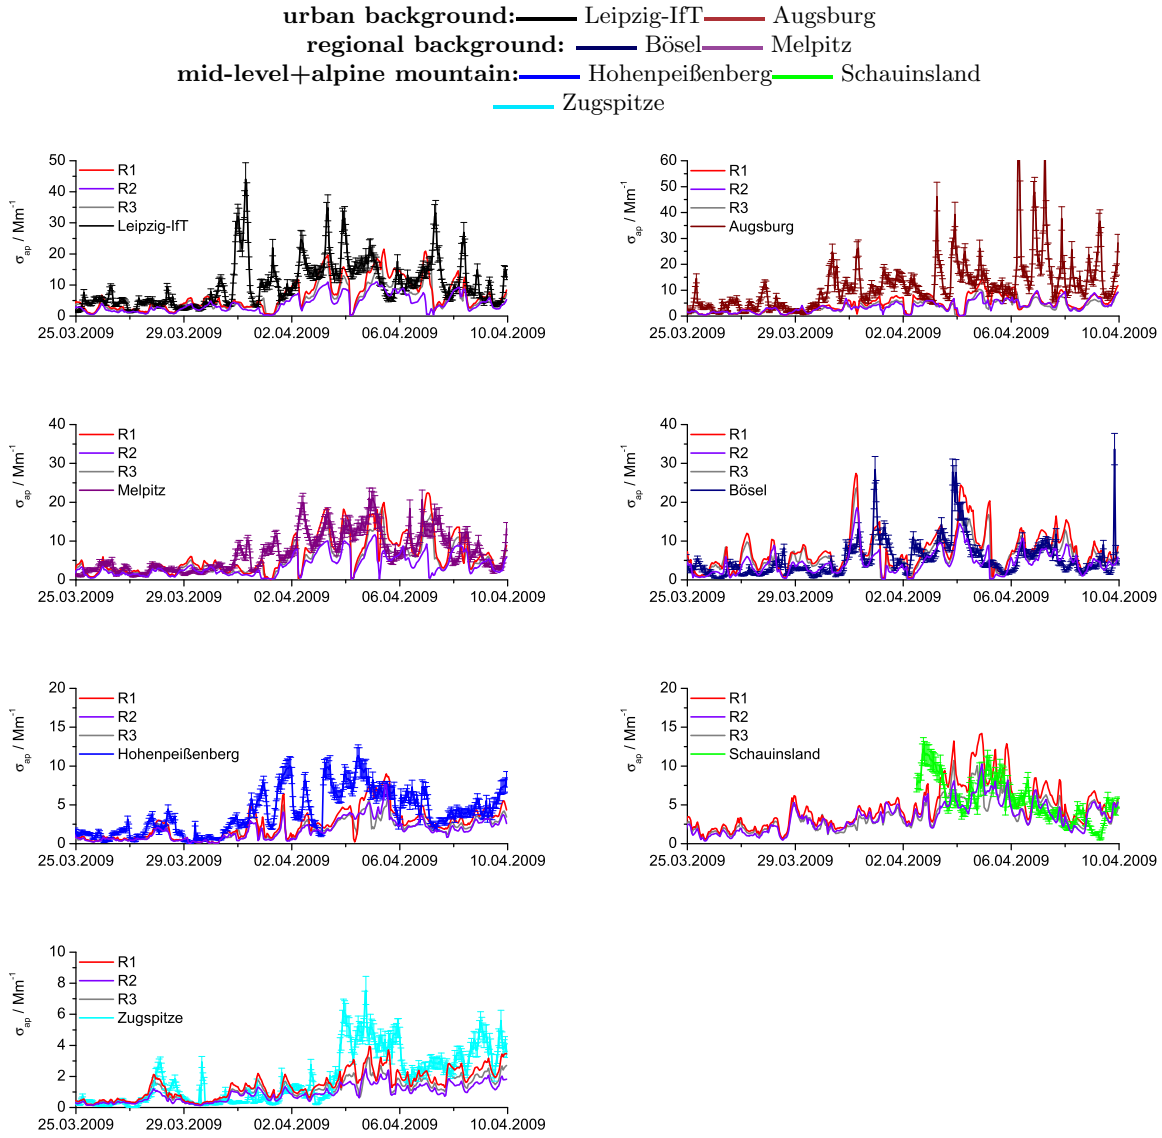 urban background: Leipzig-IfT Augsburg
regional background: Bösel Melpitz
mid-level+alpine mountain: Hohenpeißenberg Schauinsland
Zugspitze
50
40
30
20
10
0
σap / Mm-1
R1
R2
R3
Leipzig-IfT
25.03.2009 29.03.2009 02.04.2009 06.04.2009 10.04.2009
60
50
40
30
20
10
0
σap / Mm-1
R1
R2
R3
Augsburg
25.03.2009 29.03.2009 02.04.2009 06.04.2009 10.04.2009
40
30
20
10
0
σap / Mm-1
R1
R2
R3
Melpitz
25.03.2009 29.03.2009 02.04.2009 06.04.2009 10.04.2009
40
30
20
10
0
σap / Mm-1
R1
R2
R3
Bösel
25.03.2009 29.03.2009 02.04.2009 06.04.2009 10.04.2009
20
15
10
5
0
σap / Mm-1
R1
R2
R3
Hohenpeißenberg
25.03.2009 29.03.2009 02.04.2009 06.04.2009 10.04.2009
20
15
10
5
0
σap / Mm-1
R1
R2
R3
Schauinsland
25.03.2009 29.03.2009 02.04.2009 06.04.2009 10.04.2009
10
8
6
4
2
0
σap / Mm-1
R1
R2
R3
Zugspitze
25.03.2009 29.03.2009 02.04.2009 06.04.2009 10.04.2009